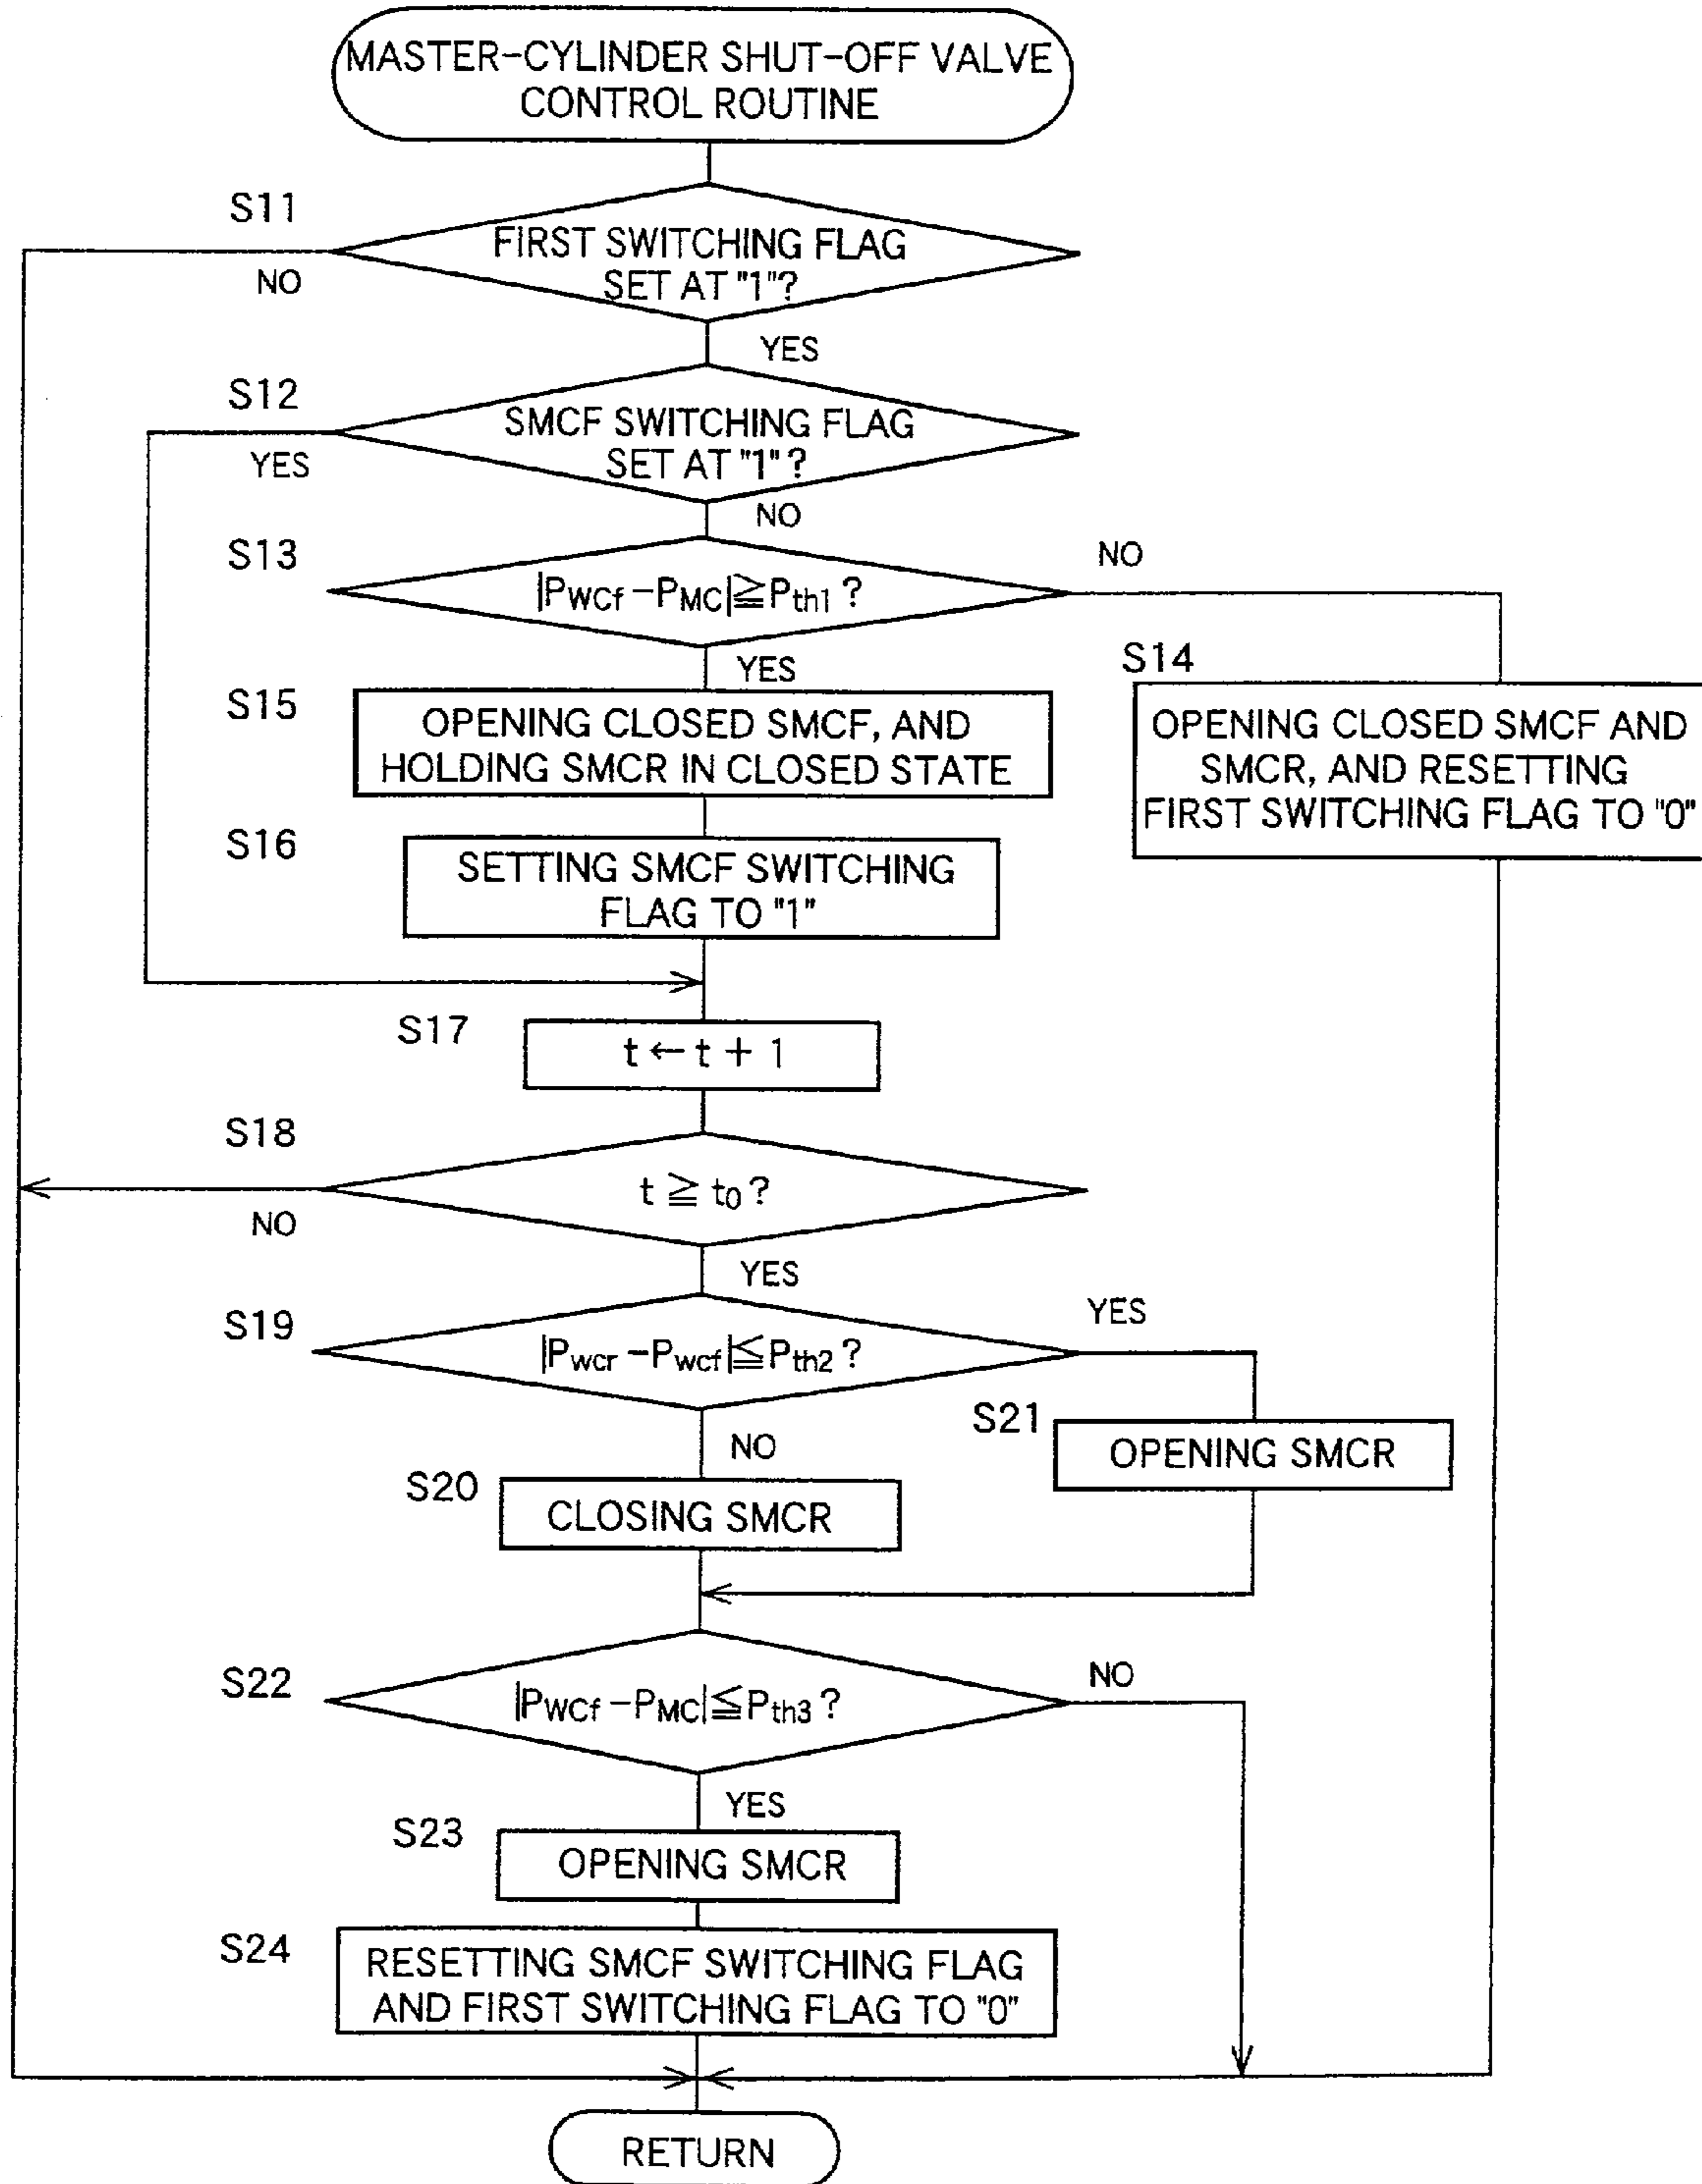 MASTER-CYLINDER SHUT-OFF VALVE
CONTROL ROUTINE
S11
FIRST SWITCHING FLAG
SET AT "1"?
NO
YES
S12
SMCF SWITCHING FLAG
SET AT "1"?
YES
NO
S13
|PWCf-PMC|≧Pth1?
NO
YES
S14
OPENING CLOSED SMCF AND
SMCR, AND RESETTING
FIRST SWITCHING FLAG TO "0"
S15
OPENING CLOSED SMCF, AND
HOLDING SMCR IN CLOSED STATE
S16
SETTING SMCF SWITCHING
FLAG TO "1"
S17
t←t + 1
S18
t ≧ t0?
NO
YES
S19
|Pwcr-Pwcf|≦Pth2?
YES
NO
S21
OPENING SMCR
S20
CLOSING SMCR
S22
|PWCf-PMC|≦Pth3?
NO
YES
S23
OPENING SMCR
S24
RESETTING SMCF SWITCHING FLAG
AND FIRST SWITCHING FLAG TO "0"
RETURN